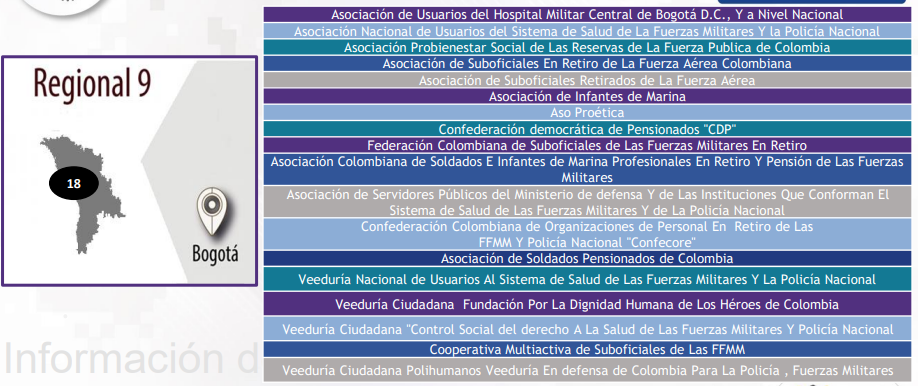 Regional 9
18
Bogotá
Asociación de Usuarios del Hospital Militar Central de Bogotá D.C., Y a Nivel Nacional
Asociación Nacional de Usuarios del Sistema de Salud de La Fuerzas Militares Y la Policía Nacional
Asociación Probienestar Social de Las Reservas de La Fuerza Publica de Colombia
Asociación de Suboficiales En Retiro de La Fuerza Aérea Colombiana
Asociación de Suboficiales Retirados de La Fuerza Aérea
Asociación de Infantes de Marina
Aso Proética
Confederación democrática de Pensionados "CDP"
Federación Colombiana de Suboficiales de Las Fuerzas Militares En Retiro
Asociación Colombiana de Soldados E Infantes de Marina Profesionales En Retiro Y Pensión de Las Fuerzas
Militares
Asociación de Servidores Públicos del Ministerio de defensa Y de Las Instituciones Que Conforman El
Sistema de Salud de Las Fuerzas Militares Y de La Policía Nacional
Confederación Colombiana de Organizaciones de Personal En Retiro de Las
FFMM Y Policía Nacional "Confecore"
Asociación de Soldados Pensionados de Colombia
Veeduría Nacional de Usuarios Al Sistema de Salud de Las Fuerzas Militares Y La Policía Nacional
Veeduría Ciudadana Fundación Por La Dignidad Humana de Los Héroes de Colombia
Veeduría Ciudadana "Control Social del derecho A La Salud de Las Fuerzas Militares Y Policía Nacional
Cooperativa Multiactiva de Suboficiales de Las FFMM
Veeduría Ciudadana Polihumanos Veeduría En defensa de Colombia Para La Policía , Fuerzas Militares
Información d